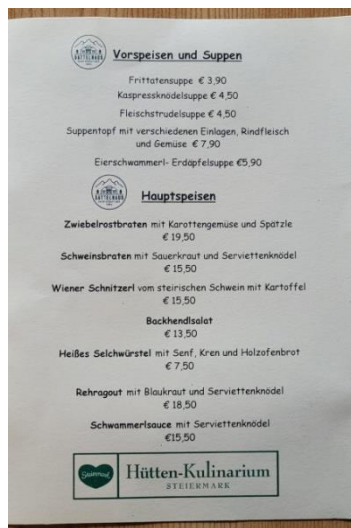 Vorspeisen und Suppen
Frittatensuppe € 3,90
Kaspressknödelsuppe € 4,50
Fleischstrudelsuppe € 4,50
Suppentopf mit verschiedenen Einlagen, Rindfleisch
und Gemüse € 7,90
Eierschwammerl- Erdäpfelsuppe €5,90
Hauptspeisen
Zwiebelrostbraten mit Karottengemüse und Spätzle
€ 19,50
Schweinsbraten mit Sauerkraut und Serviettenknödel
€ 15,50
Wiener Schnitzerl vom steirischen Schwein mit Kartoffel
€ 15,50
Backhendlsalat
€ 13,50
Heißes Selchwürstel mit Senf, Kren und Holzofenbrot
€ 7,50
Rehragout mit Blaukraut und Serviettenknödel
€ 18,50
Schwammerlsauce mit Serviettenknödel
€15,50
Steiermark
Hütten-Kulinarium
STEIERMARK